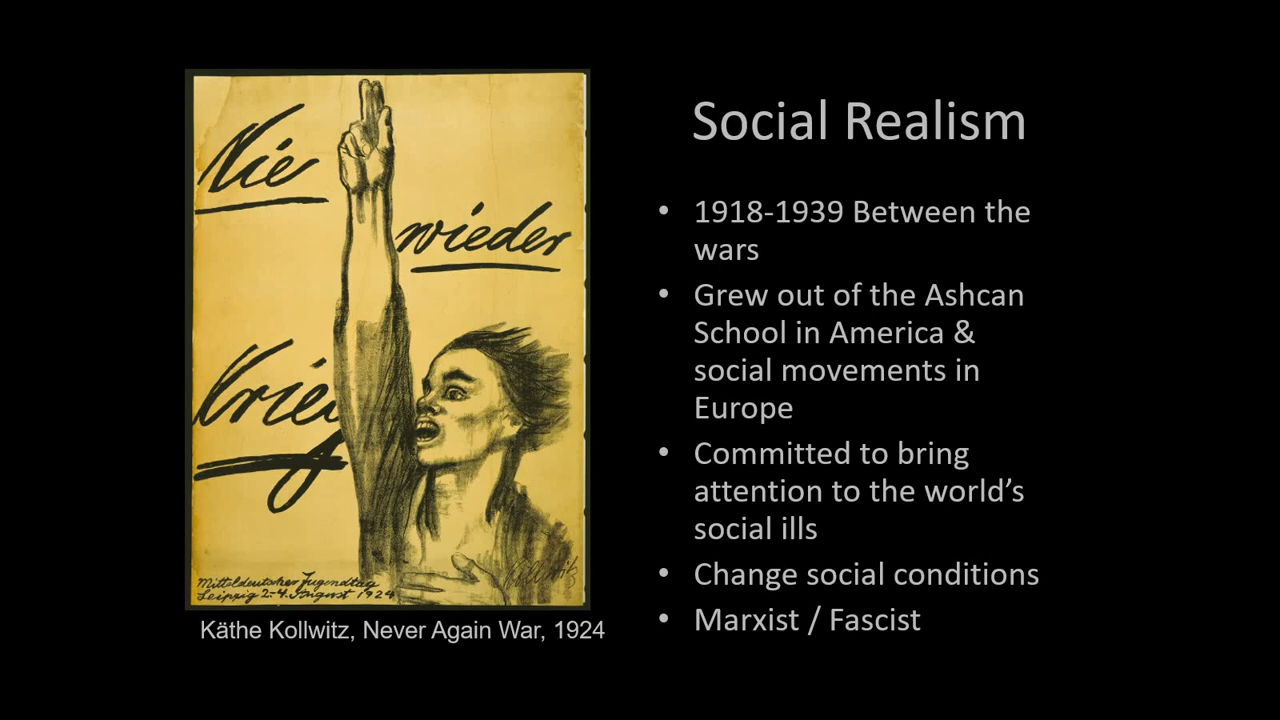 Nie
wieder
Krieg
Mitteldeutscher Jugendtag
Leipzig 2-4. August 1924
Kollwitz
Käthe Kollwitz, Never Again War, 1924
Social Realism
• 1918-1939 Between the
wars
• Grew out of the Ashcan
School in America &
social movements in
Europe
• Committed to bring
attention to the world’s
social ills
• Change social conditions
• Marxist / Fascist